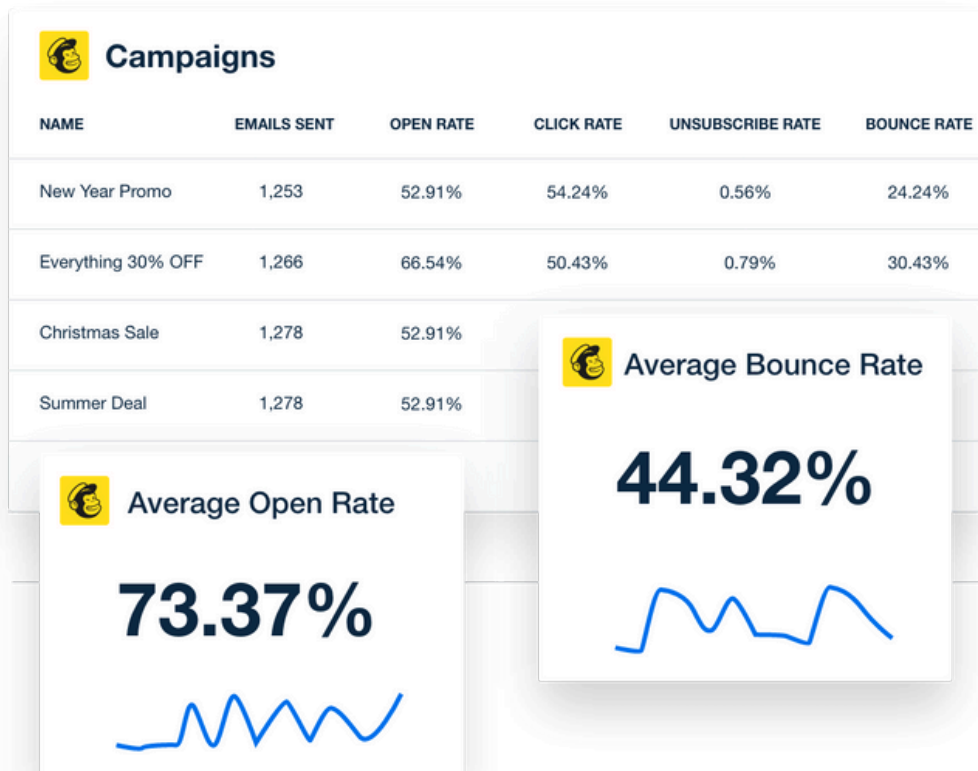 Campaigns
NAME EMAILS SENT OPEN RATE CLICK RATE UNSUBSCRIBE RATE BOUNCE RATE
New Year Promo 1,253 52.91% 54.24% 0.56% 24.24%
Everything 30% OFF 1,266 66.54% 50.43% 0.79% 30.43%
Christmas Sale 1,278 52.91%
Summer Deal 1,278 52.91%
Average Bounce Rate
44.32%
Average Open Rate
73.37%